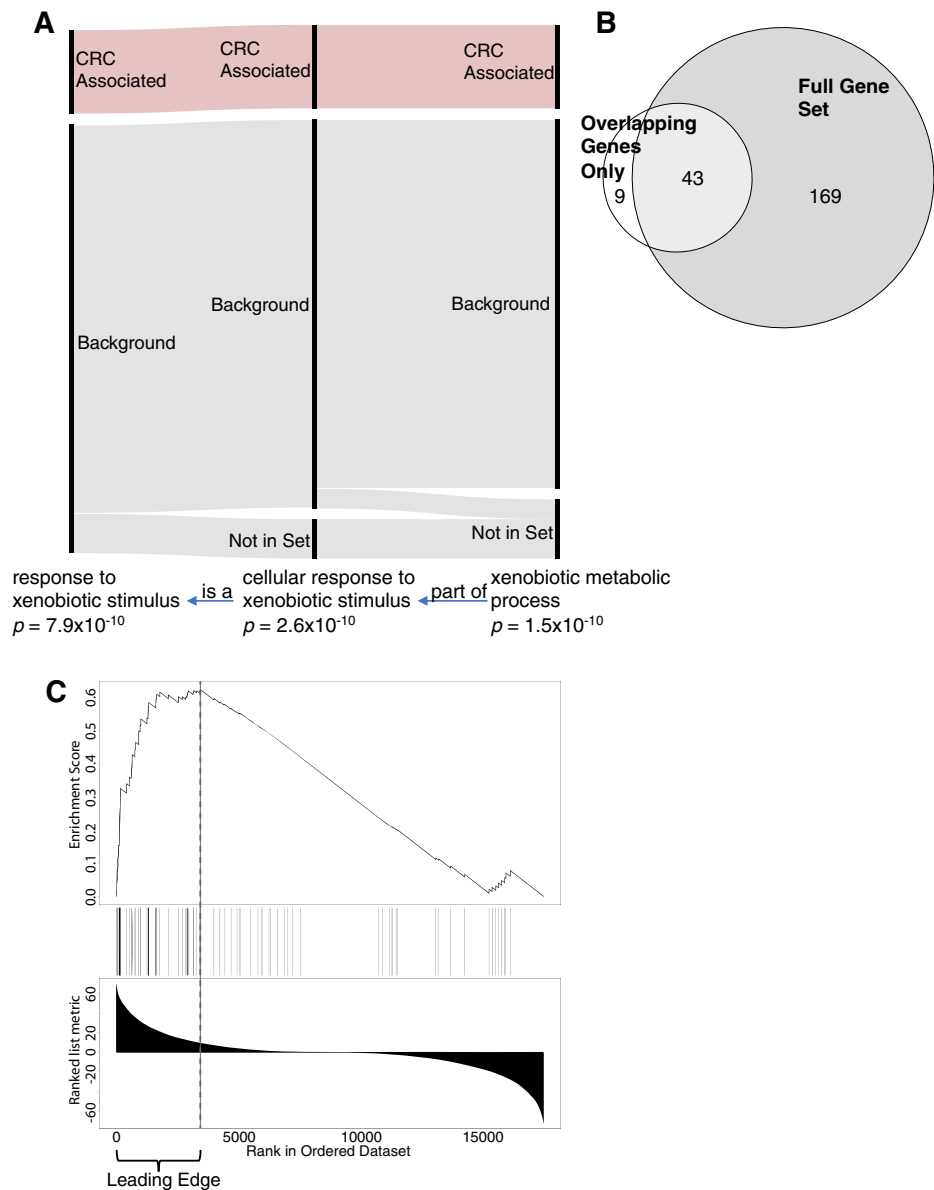 A
CRC
Associated
CRC
Associated
CRC
Associated
Background
Background
Background
Not in Set
Not in Set
response to
xenobiotic stimulus
p = 7.9x10-10
is a
cellular response to
xenobiotic stimulus
p = 2.6x10-10
part of
xenobiotic metabolic
process
p = 1.5x10-10
B
Full Gene
Set
Overlapping
Genes
Only
9
43
169
C
Enrichment Score
0.6
0.5
0.4
0.3
0.2
0.1
0.0
Ranked list metric
60
20
0
-20
-60
0
5000
10000
15000
Rank in Ordered Dataset
Leading Edge